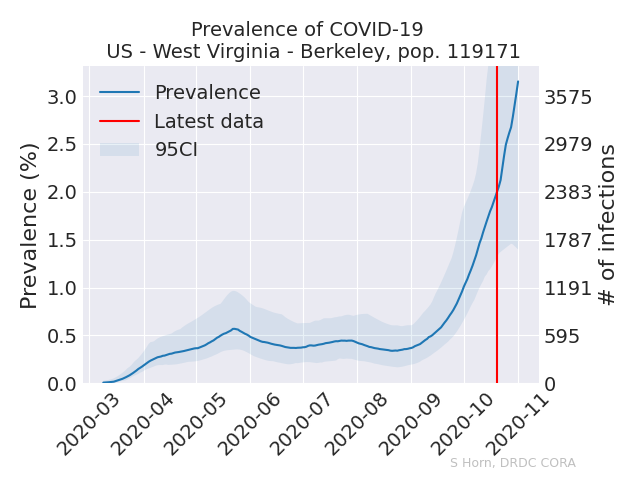 Prevalence of COVID-19
US - West Virginia - Berkeley, pop. 119171
Prevalence
Latest data
95CI
Prevalence (%)
3.0
2.5
2.0
1.5
1.0
0.5
0.0
3575
2979
2383
1787
1191
595
0
# of infections
2020-03
2020-04
2020-05
2020-06
2020-07
2020-08
2020-09
2020-10
2020-11
S Horn, DRDC CORA